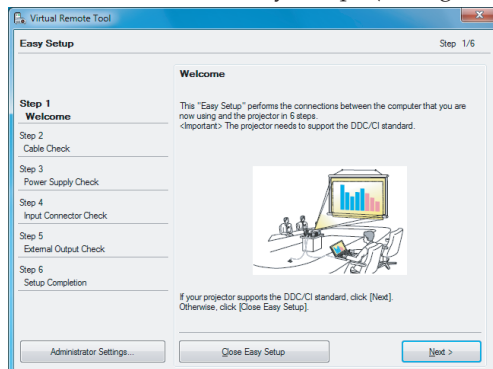 Virtual Remote Tool
Easy Setup
Step 1/6
Step 1
Welcome
Step 2
Cable Check
Step 3
Power Supply Check
Step 4
Input Connector Check
Step 5
External Output Check
Step 6
Setup Completion
Welcome
This "Easy Setup" performs the connections between the computer that you are
now using and the projector in 6 steps.
<Important> The projector needs to support the DDC/CI standard.
If your projector supports the DDC/CI standard, click [Next].
Otherwise, click [Close Easy Setup].
Administrator Settings...
Close Easy Setup
Next >